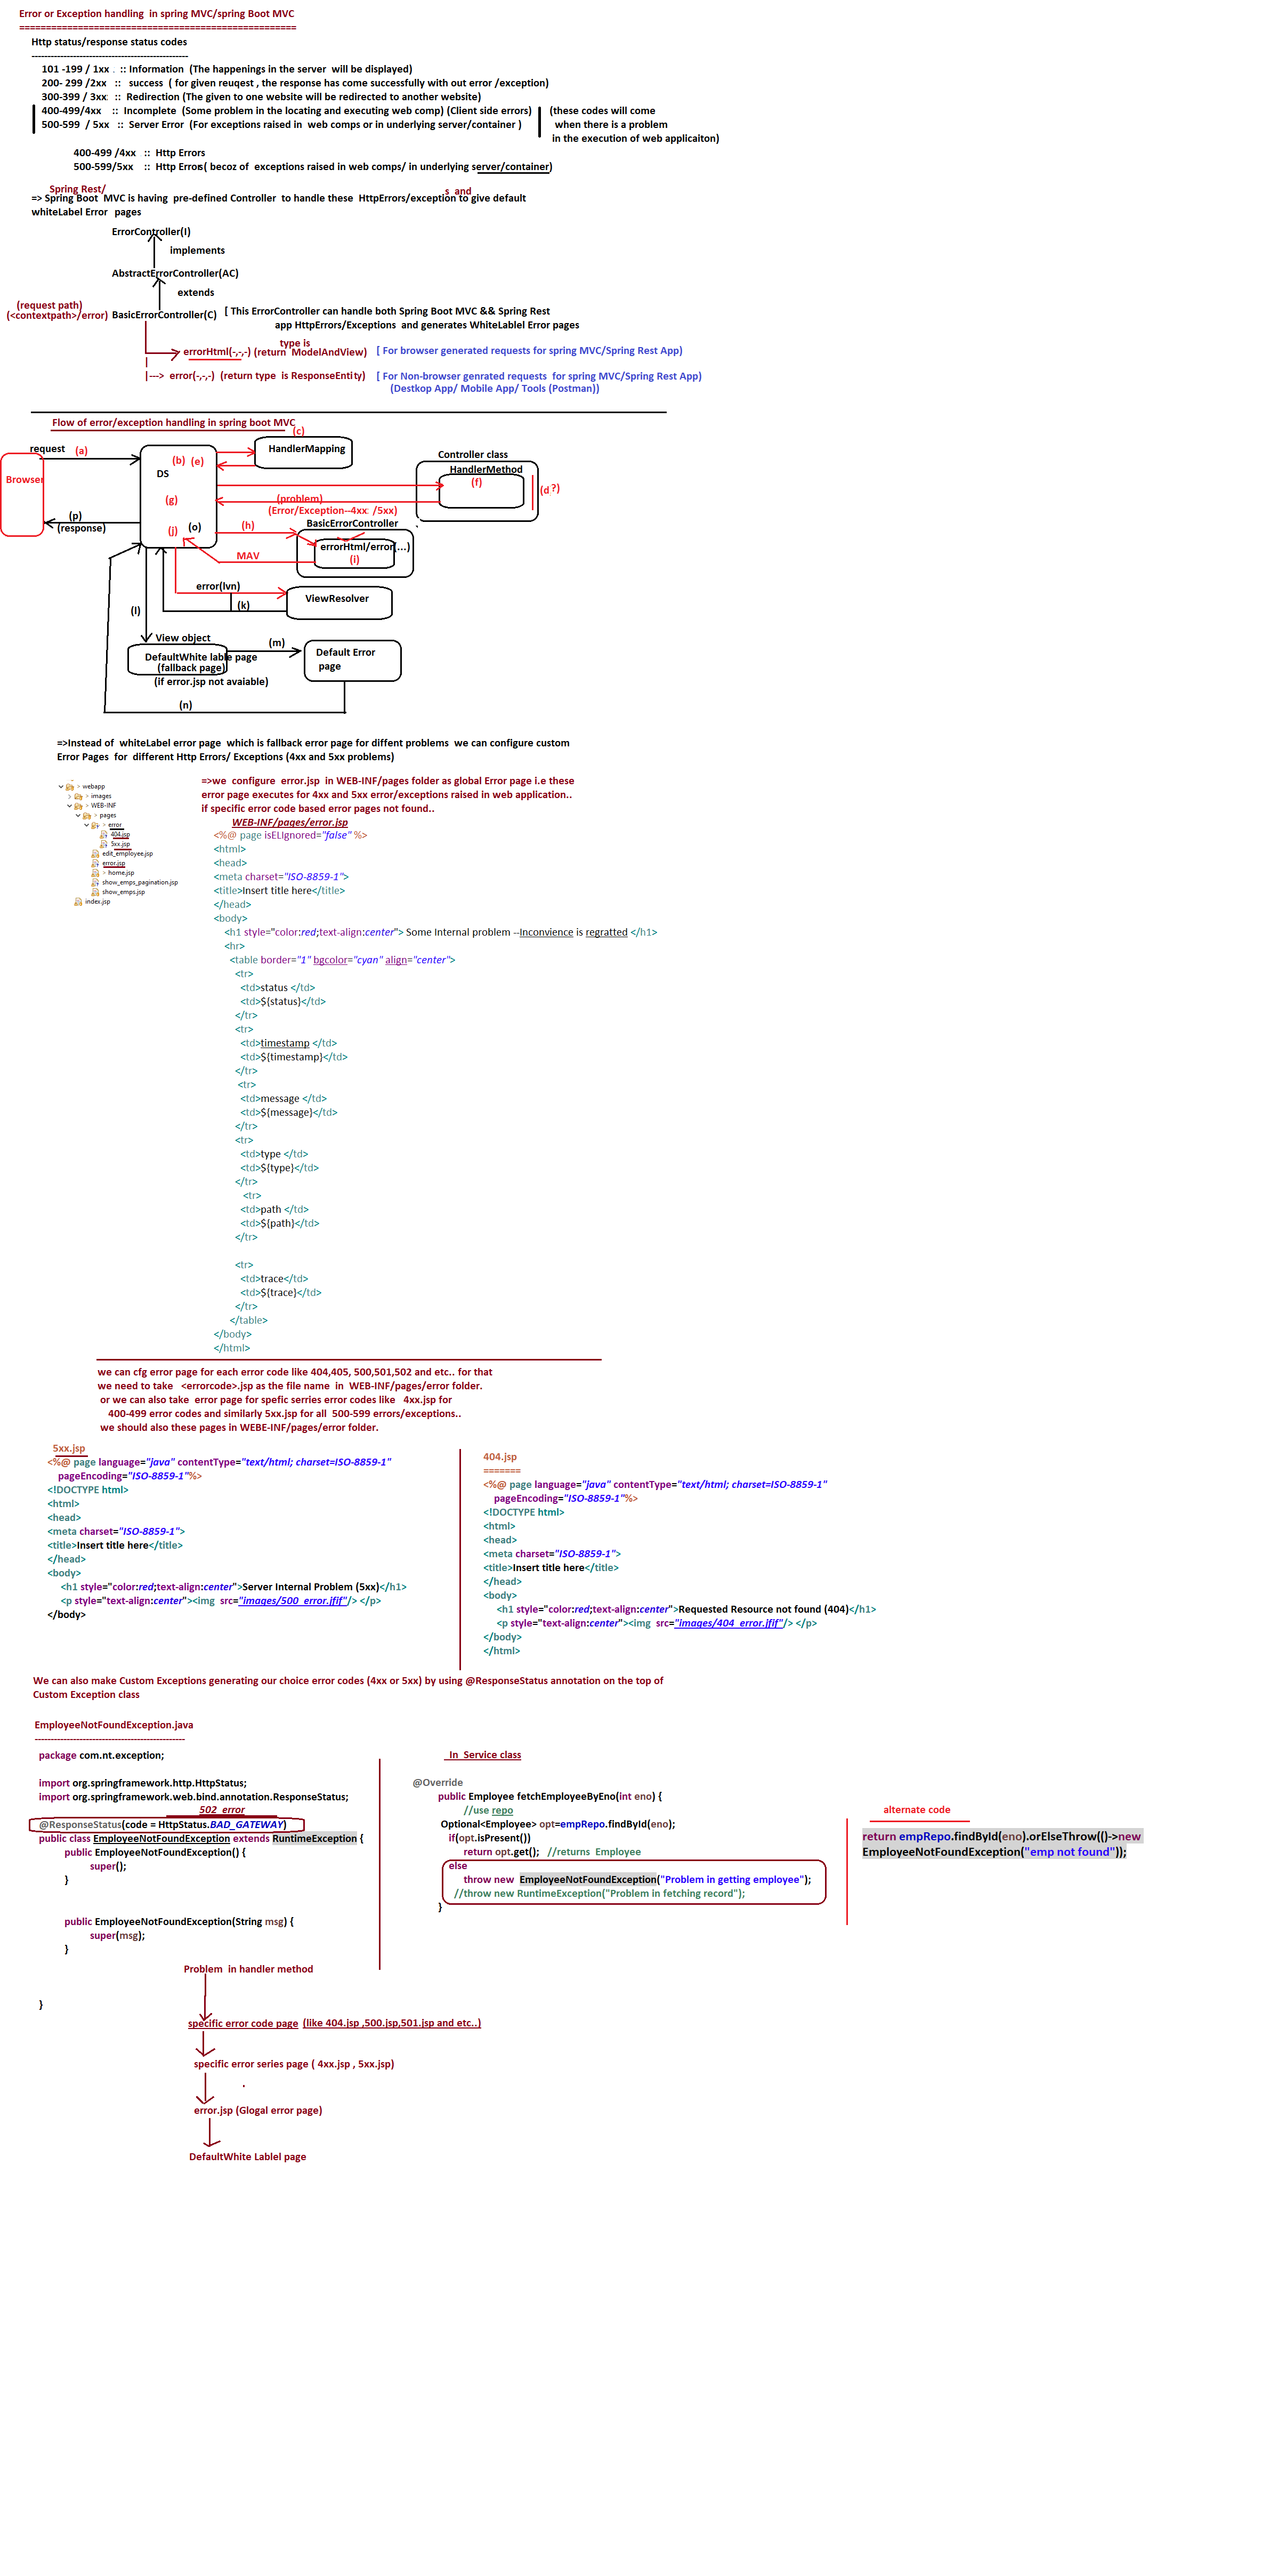 Error or Exception handling  in spring MVC/spring Boot MVC
====================================================
Http status/response status codes
-------------------------------------------------
101 -199 / 1xx  . :: Information  (The happenings in the server  will be displayed)
200- 299 /2xx   ::   success  ( for given reuqest , the response has come successfully with out error /exception)
300-399 / 3xx:  ::  Redirection (The given to one website will be redirected to another website)
400-499/4xx    ::  Incomplete  (Some problem in the locating and executing web comp) (Client side errors)
500-599  / 5xx   ::  Server Error  (For exceptions raised in  web comps or in underlying server/container )
(these codes will come
when there is a problem
in the execution of web applicaiton)
400-499 /4xx   ::  Http Errors
500-599/5xx    ::  Http Errors( becoz of  exceptions raised in web comps/ in underlying server/container)
Spring Rest/
s  and
=> Spring Boot  MVC is having  pre-defined Controller  to handle these  HttpErrors/exception to give default
whiteLabel Error  pages
ErrorController(I)
implements
AbstractErrorController(AC)
extends
(request path)
(<contextpath>/error)
BasicErrorController(C)
[ This ErrorController can handle both Spring Boot MVC && Spring Rest
app HttpErrors/Exceptions  and generates WhiteLablel Error pages
type is
errorHtml(-,-,-) (return  ModelAndView)
[ For browser generated requests for spring MVC/Spring Rest App)
|
|---> error(-,-,-)  (return type  is ResponseEntity)
[ For Non-browser genrated requests  for spring MVC/Spring Rest App)
(Destkop App/ Mobile App/ Tools (Postman))
Flow of error/exception handling in spring boot MVC
(c)
request
(a)
HandlerMapping
Controller class
(b)
(e)
HandlerMethod
DS
Browser
(f)
(d ?)
(g)
(problem)
(Error/Exception--4xx /5xx)
(p)
(response)
BasicErrorController
(h)
(j)
(o)
errorHtml/error(...)
MAV
(i)
error(lvn)
(k)
ViewResolver
(l)
View object
(m)
DefaultWhite lable page
(fallback page)
Default Error
page
(if error.jsp not avaiable)
(n)
=>Instead of  whiteLabel error page  which is fallback error page for diffent problems  we can configure custom
Error Pages  for  different Http Errors/ Exceptions (4xx and 5xx problems)
> webapp
> images
> WEB-INF
> pages
> error
404.jsp
5xx.jsp
edit_employee.jsp
error.jsp
> home.jsp
show_emps_pagination.jsp
show_emps.jsp
index.jsp
=>we  configure  error.jsp  in WEB-INF/pages folder as global Error page i.e these
error page executes for 4xx and 5xx error/exceptions raised in web application..
if specific error code based error pages not found..
WEB-INF/pages/error.jsp
<%@ page isELIgnored="false" %>
<html>
<head>
<meta charset="ISO-8859-1">
<title>Insert title here</title>
</head>
<body>
<h1 style="color:red;text-align:center"> Some Internal problem --Inconvience is regratted </h1>
<hr>
<table border="1" bgcolor="cyan" align="center">
<tr>
<td>status </td>
<td>${status}</td>
</tr>
<tr>
<td>timestamp </td>
<td>${timestamp}</td>
</tr>
<tr>
<td>message </td>
<td>${message}</td>
</tr>
<tr>
<td>type </td>
<td>${type}</td>
</tr>
<tr>
<td>path </td>
<td>${path}</td>
</tr>
<tr>
<td>trace</td>
<td>${trace}</td>
</tr>
</table>
</body>
</html>
we can cfg error page for each error code like 404,405, 500,501,502 and etc.. for that
we need to take   <errorcode>.jsp as the file name  in  WEB-INF/pages/error folder.
or we can also take  error page for spefic serries error codes like   4xx.jsp for
400-499 error codes and similarly 5xx.jsp for all  500-599 errors/exceptions..
we should also these pages in WEBE-INF/pages/error folder.
5xx.jsp
<%@ page language="java" contentType="text/html; charset=ISO-8859-1"
pageEncoding="ISO-8859-1"%>
<!DOCTYPE html>
<html>
<head>
<meta charset="ISO-8859-1">
<title>Insert title here</title>
</head>
<body>
<h1 style="color:red;text-align:center">Server Internal Problem (5xx)</h1>
<p style="text-align:center"><img  src="images/500_error.jfif"/> </p>
</body>
404.jsp
=======
<%@ page language="java" contentType="text/html; charset=ISO-8859-1"
pageEncoding="ISO-8859-1"%>
<!DOCTYPE html>
<html>
<head>
<meta charset="ISO-8859-1">
<title>Insert title here</title>
</head>
<body>
<h1 style="color:red;text-align:center">Requested Resource not found (404)</h1>
<p style="text-align:center"><img  src="images/404_error.jfif"/> </p>
</body>
</html>
We can also make Custom Exceptions generating our choice error codes (4xx or 5xx) by using @ResponseStatus annotation on the top of
Custom Exception class
EmployeeNotFoundException.java
-----------------------------------------------
package com.nt.exception;
import org.springframework.http.HttpStatus;
import org.springframework.web.bind.annotation.ResponseStatus;
502  error
@ResponseStatus(code = HttpStatus.BAD_GATEWAY)
public class EmployeeNotFoundException extends RuntimeException {
public EmployeeNotFoundException() {
super();
}
public EmployeeNotFoundException(String msg) {
super(msg);
}
}
In  Service class
@Override
public Employee fetchEmployeeByEno(int eno) {
//use repo
Optional<Employee> opt=empRepo.findById(eno);
if(opt.isPresent())
return opt.get();   //returns  Employee
else
throw new  EmployeeNotFoundException("Problem in getting employee");
//throw new RuntimeException("Problem in fetching record");
}
alternate code
return empRepo.findById(eno).orElseThrow(()->new
EmployeeNotFoundException("emp not found"));
Problem  in handler method
specific error code page  (like 404.jsp ,500.jsp,501.jsp and etc..)
specific error series page ( 4xx.jsp , 5xx.jsp)
error.jsp (Glogal error page)
DefaultWhite Lablel page